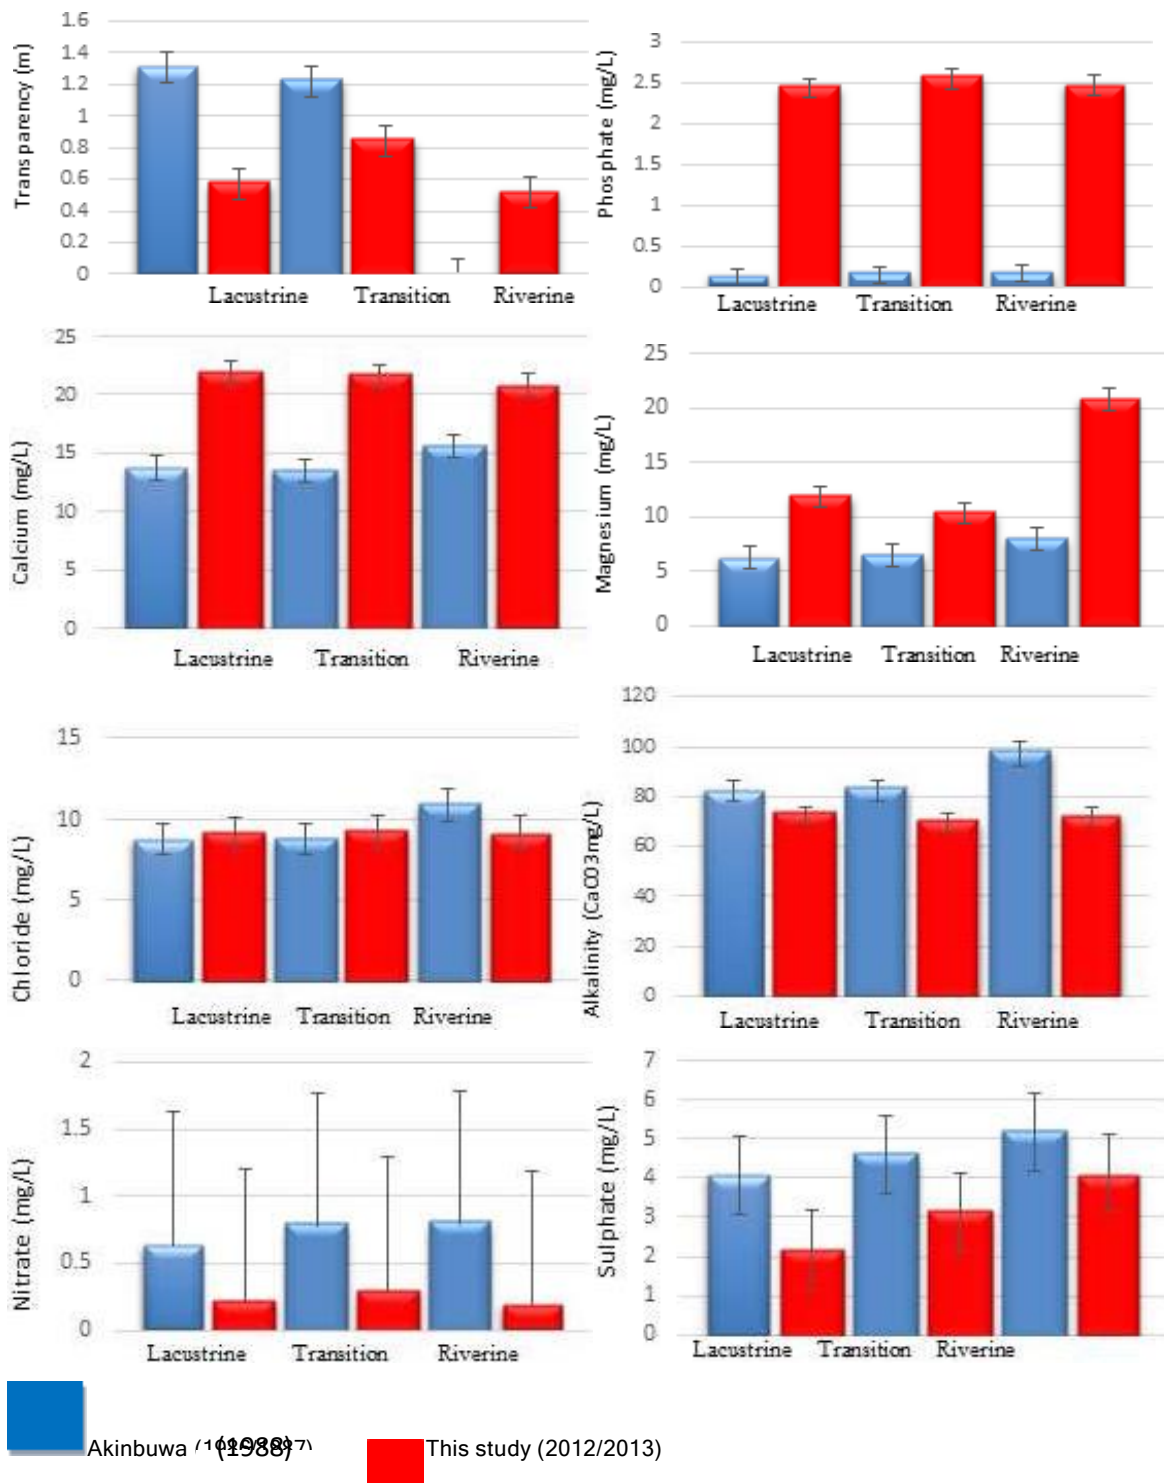 Transparency (m)
1.6
1.4
1.2
1
0.8
0.6
0.4
0.2
0
Lacustrine Transition Riverine
Phosphate (mg/L)
3
2.5
2
1.5
1
0.5
0
Lacustrine Transition Riverine
Calcium (mg/L)
25
20
15
10
5
0
Lacustrine Transition Riverine
Magnesium (mg/L)
25
20
15
10
5
0
Lacustrine Transition Riverine
Chloride (mg/L)
15
10
5
0
Lacustrine Transition Riverine
Alkalinity (CaCO3mg/L)
120
100
80
60
40
20
0
Lacustrine Transition Riverine
Nitrate (mg/L)
2
1.5
1
0.5
0
Lacustrine Transition Riverine
Sulphate (mg/L)
7
6
5
4
3
2
1
0
Lacustrine Transition Riverine
Akinbuwa (1988)
This study (2012/2013)